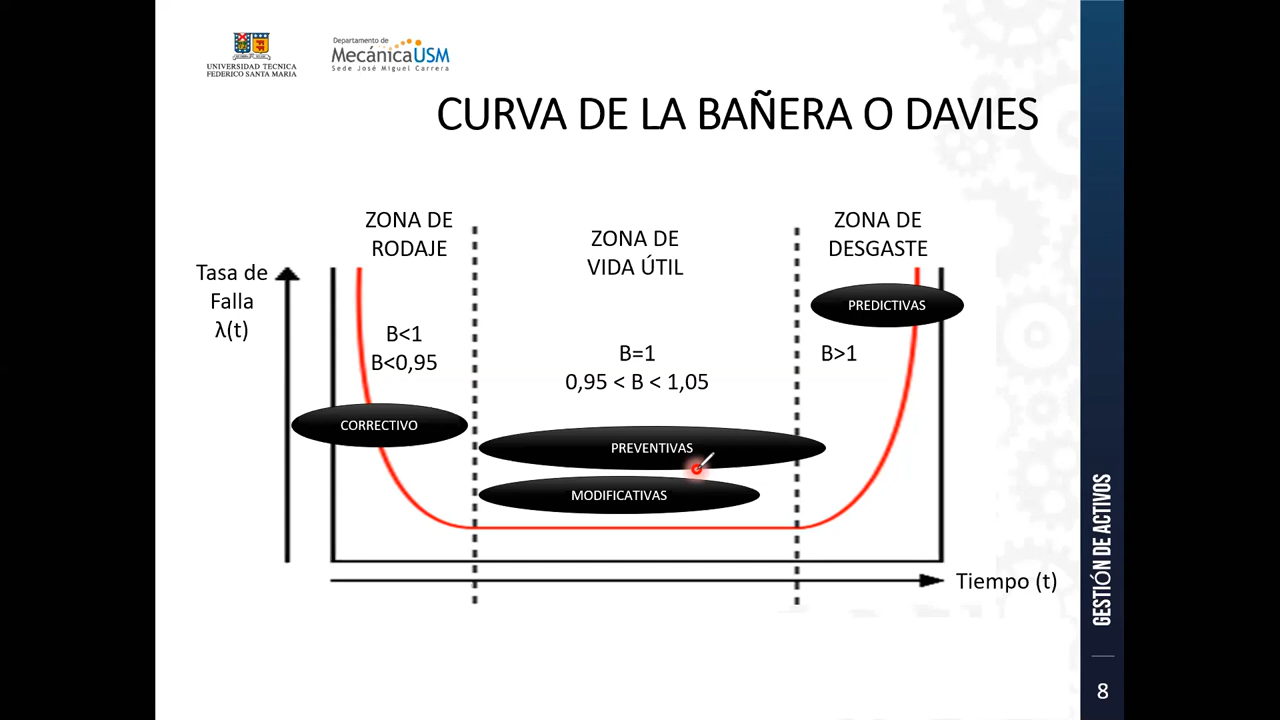 UNIVERSIDAD TECNICA
FEDERICO SANTA MARIA
Departamento de
MecánicaUSM
Sede José Miguel Carrera
CURVA DE LA BAÑERA O DAVIES
ZONA DE
RODAJE
ZONA DE
VIDA ÚTIL
ZONA DE
DESGASTE
Tasa de
Falla
λ(t)
B<1
B<0,95
B=1
0,95 < B < 1,05
B>1
PREDICTIVAS
CORRECTIVO
PREVENTIVAS
MODIFICATIVAS
Tiempo (t)
GESTIÓN DE ACTIVOS
8